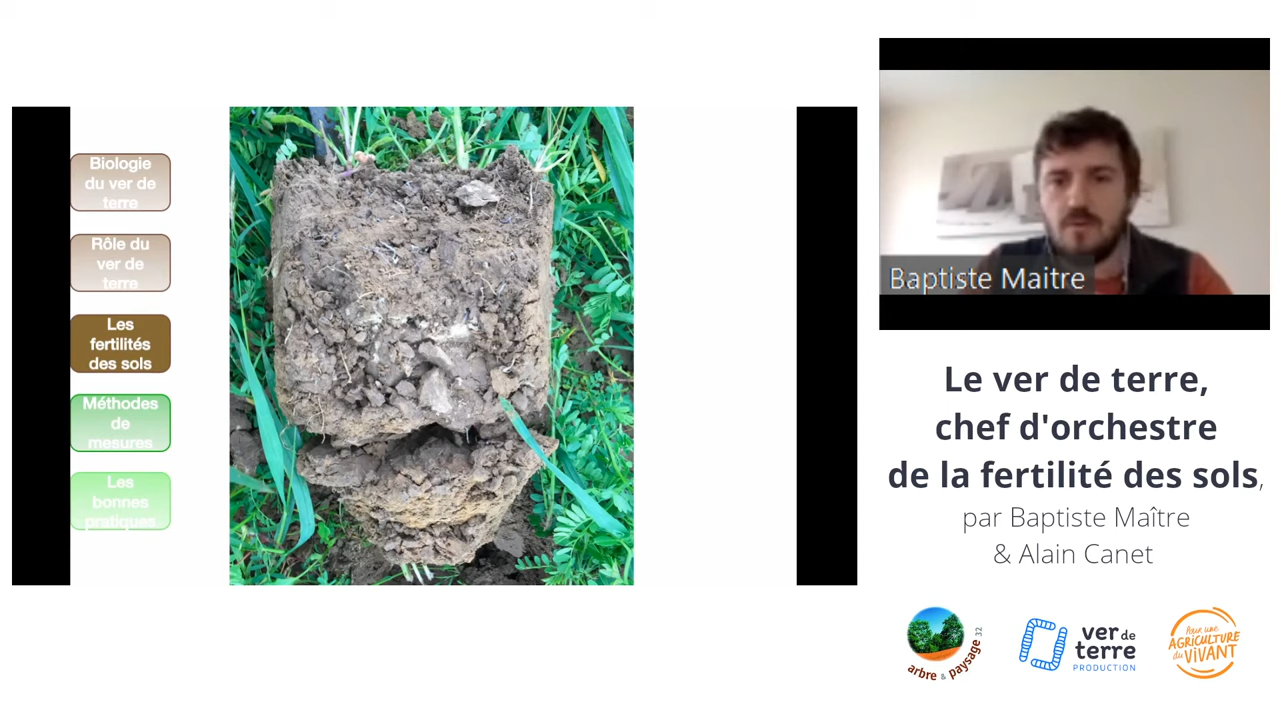 Biologie
du ver de
terre
Rôle du
ver de
terre
Les
fertilités
des sols
Méthodes
de
mesures
Les
bonnes
pratiques
Baptiste Maitre
Le ver de terre,
chef d'orchestre
de la fertilité des sols,
par Baptiste Maître
& Alain Canet
arbre & paysage 32
ver de
terre
PRODUCTION
Pour une
AGRICULTURE
du VIVANT